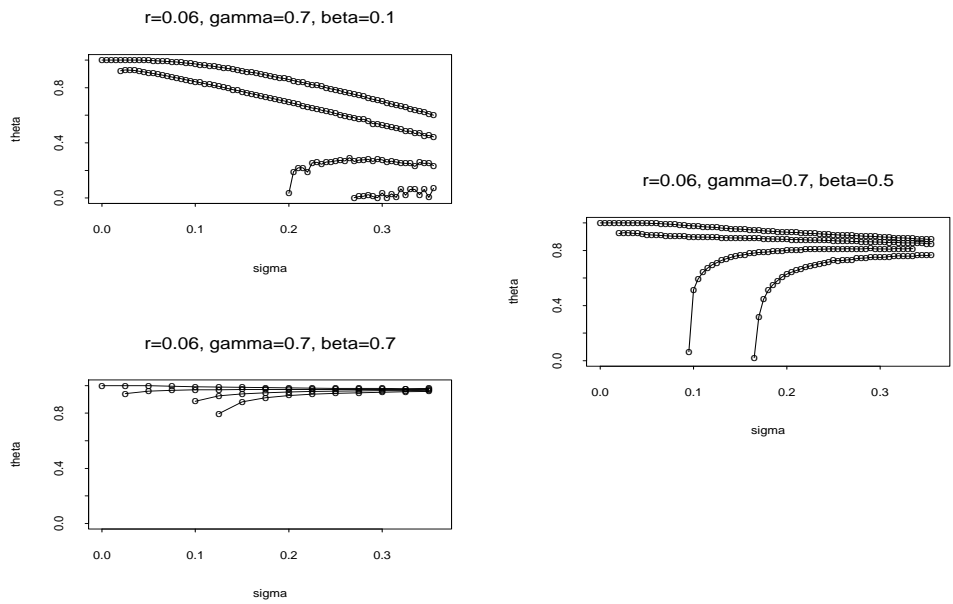 r=0.06, gamma=0.7, beta=0.1
theta
0.8
0.4
0.0
0.0 0.1 0.2 0.3
sigma
r=0.06, gamma=0.7, beta=0.5
theta
0.8
0.4
0.0
0.0 0.1 0.2 0.3
sigma
r=0.06, gamma=0.7, beta=0.7
theta
0.8
0.4
0.0
0.0 0.1 0.2 0.3
sigma